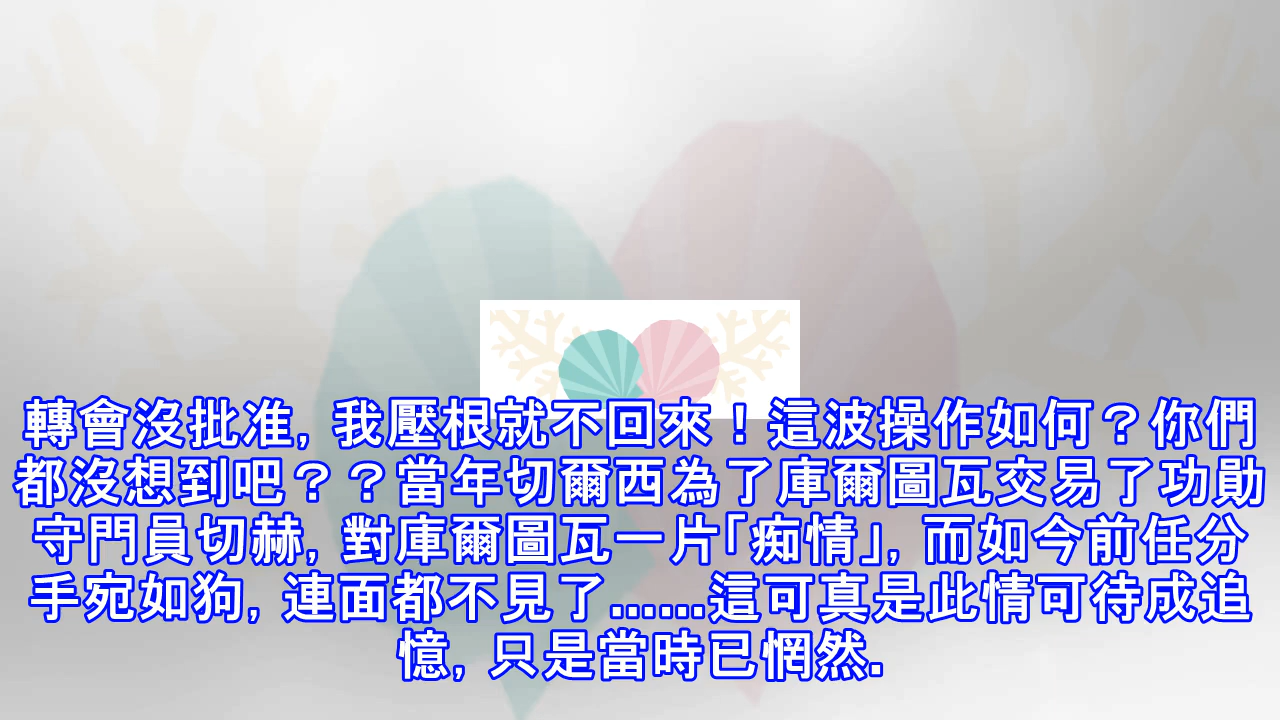 轉會沒批准, 我壓根就不回來！這波操作如何？你們
都沒想到吧？？當年切爾西為了庫爾圖瓦交易了功勛
守門員切赫, 對庫爾圖瓦一片「痴情」, 而如今前任分
手宛如狗, 連面都不見了......這可真是此情可待成追
憶, 只是當時已惘然.